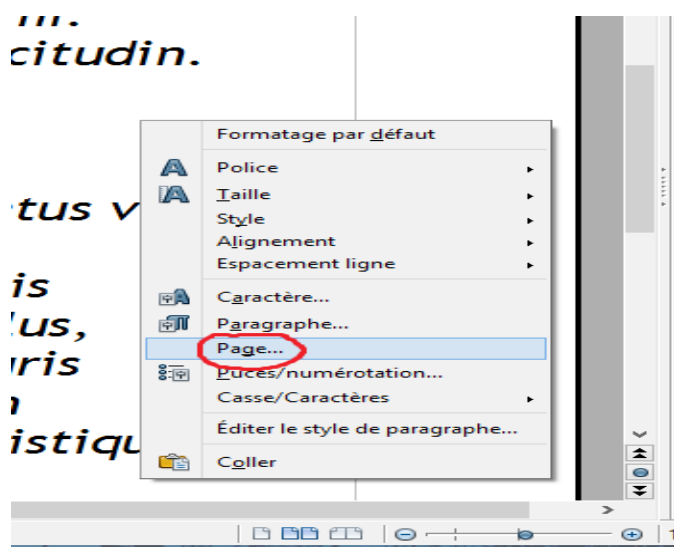 citudin.
Formatage par défaut
Police
Taille
tus v
Style
Alignement
Espacement ligne
is
Caractère...
lus,
Paragraphe...
Page...
ris
Puces/numérotation...
Casse/Caractères
Éditer le style de paragraphe...
istiqu
Coller